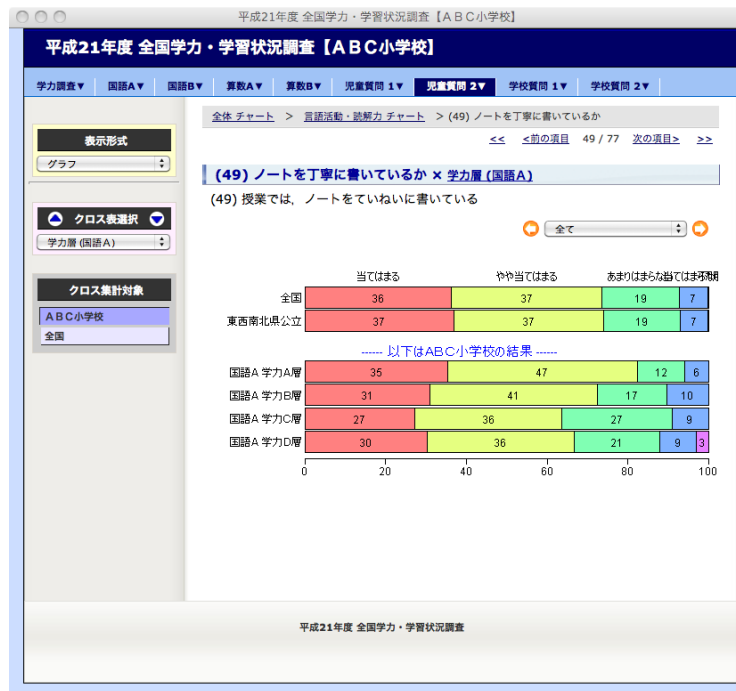 平成21年度 全国学力・学習状況調査【ＡＢＣ小学校】
平成21年度 全国学力・学習状況調査【ＡＢＣ小学校】
学力調査▼ 国語A▼ 国語B▼ 算数A▼ 算数B▼ 児童質問 1▼ 児童質問 2▼ 学校質問 1▼ 学校質問 2▼
全体 チャート > 言語活動・読解力 チャート > (49) ノートを丁寧に書いているか
<< <前の項目 49 / 77 次の項目> >>
表示形式
グラフ
クロス表選択
学力層 (国語Ａ)
クロス集計対象
ＡＢＣ小学校
全国
(49) ノートを丁寧に書いているか × 学力層 (国語Ａ)
(49) 授業では，ノートをていねいに書いている
全て
当てはまる やや当てはまる あまりはまらな
全国 36 37 19 7
東西南北県公立 37 37 19 7
------ 以下はABC小学校の結果 ------
国語A 学力A層 35 47 12 6
国語A 学力B層 31 41 17 10
国語A 学力C層 27 36 27 9
国語A 学力D層 30 36 21 9 3
0 20 40 60 80 100
平成21年度 全国学力・学習状況調査